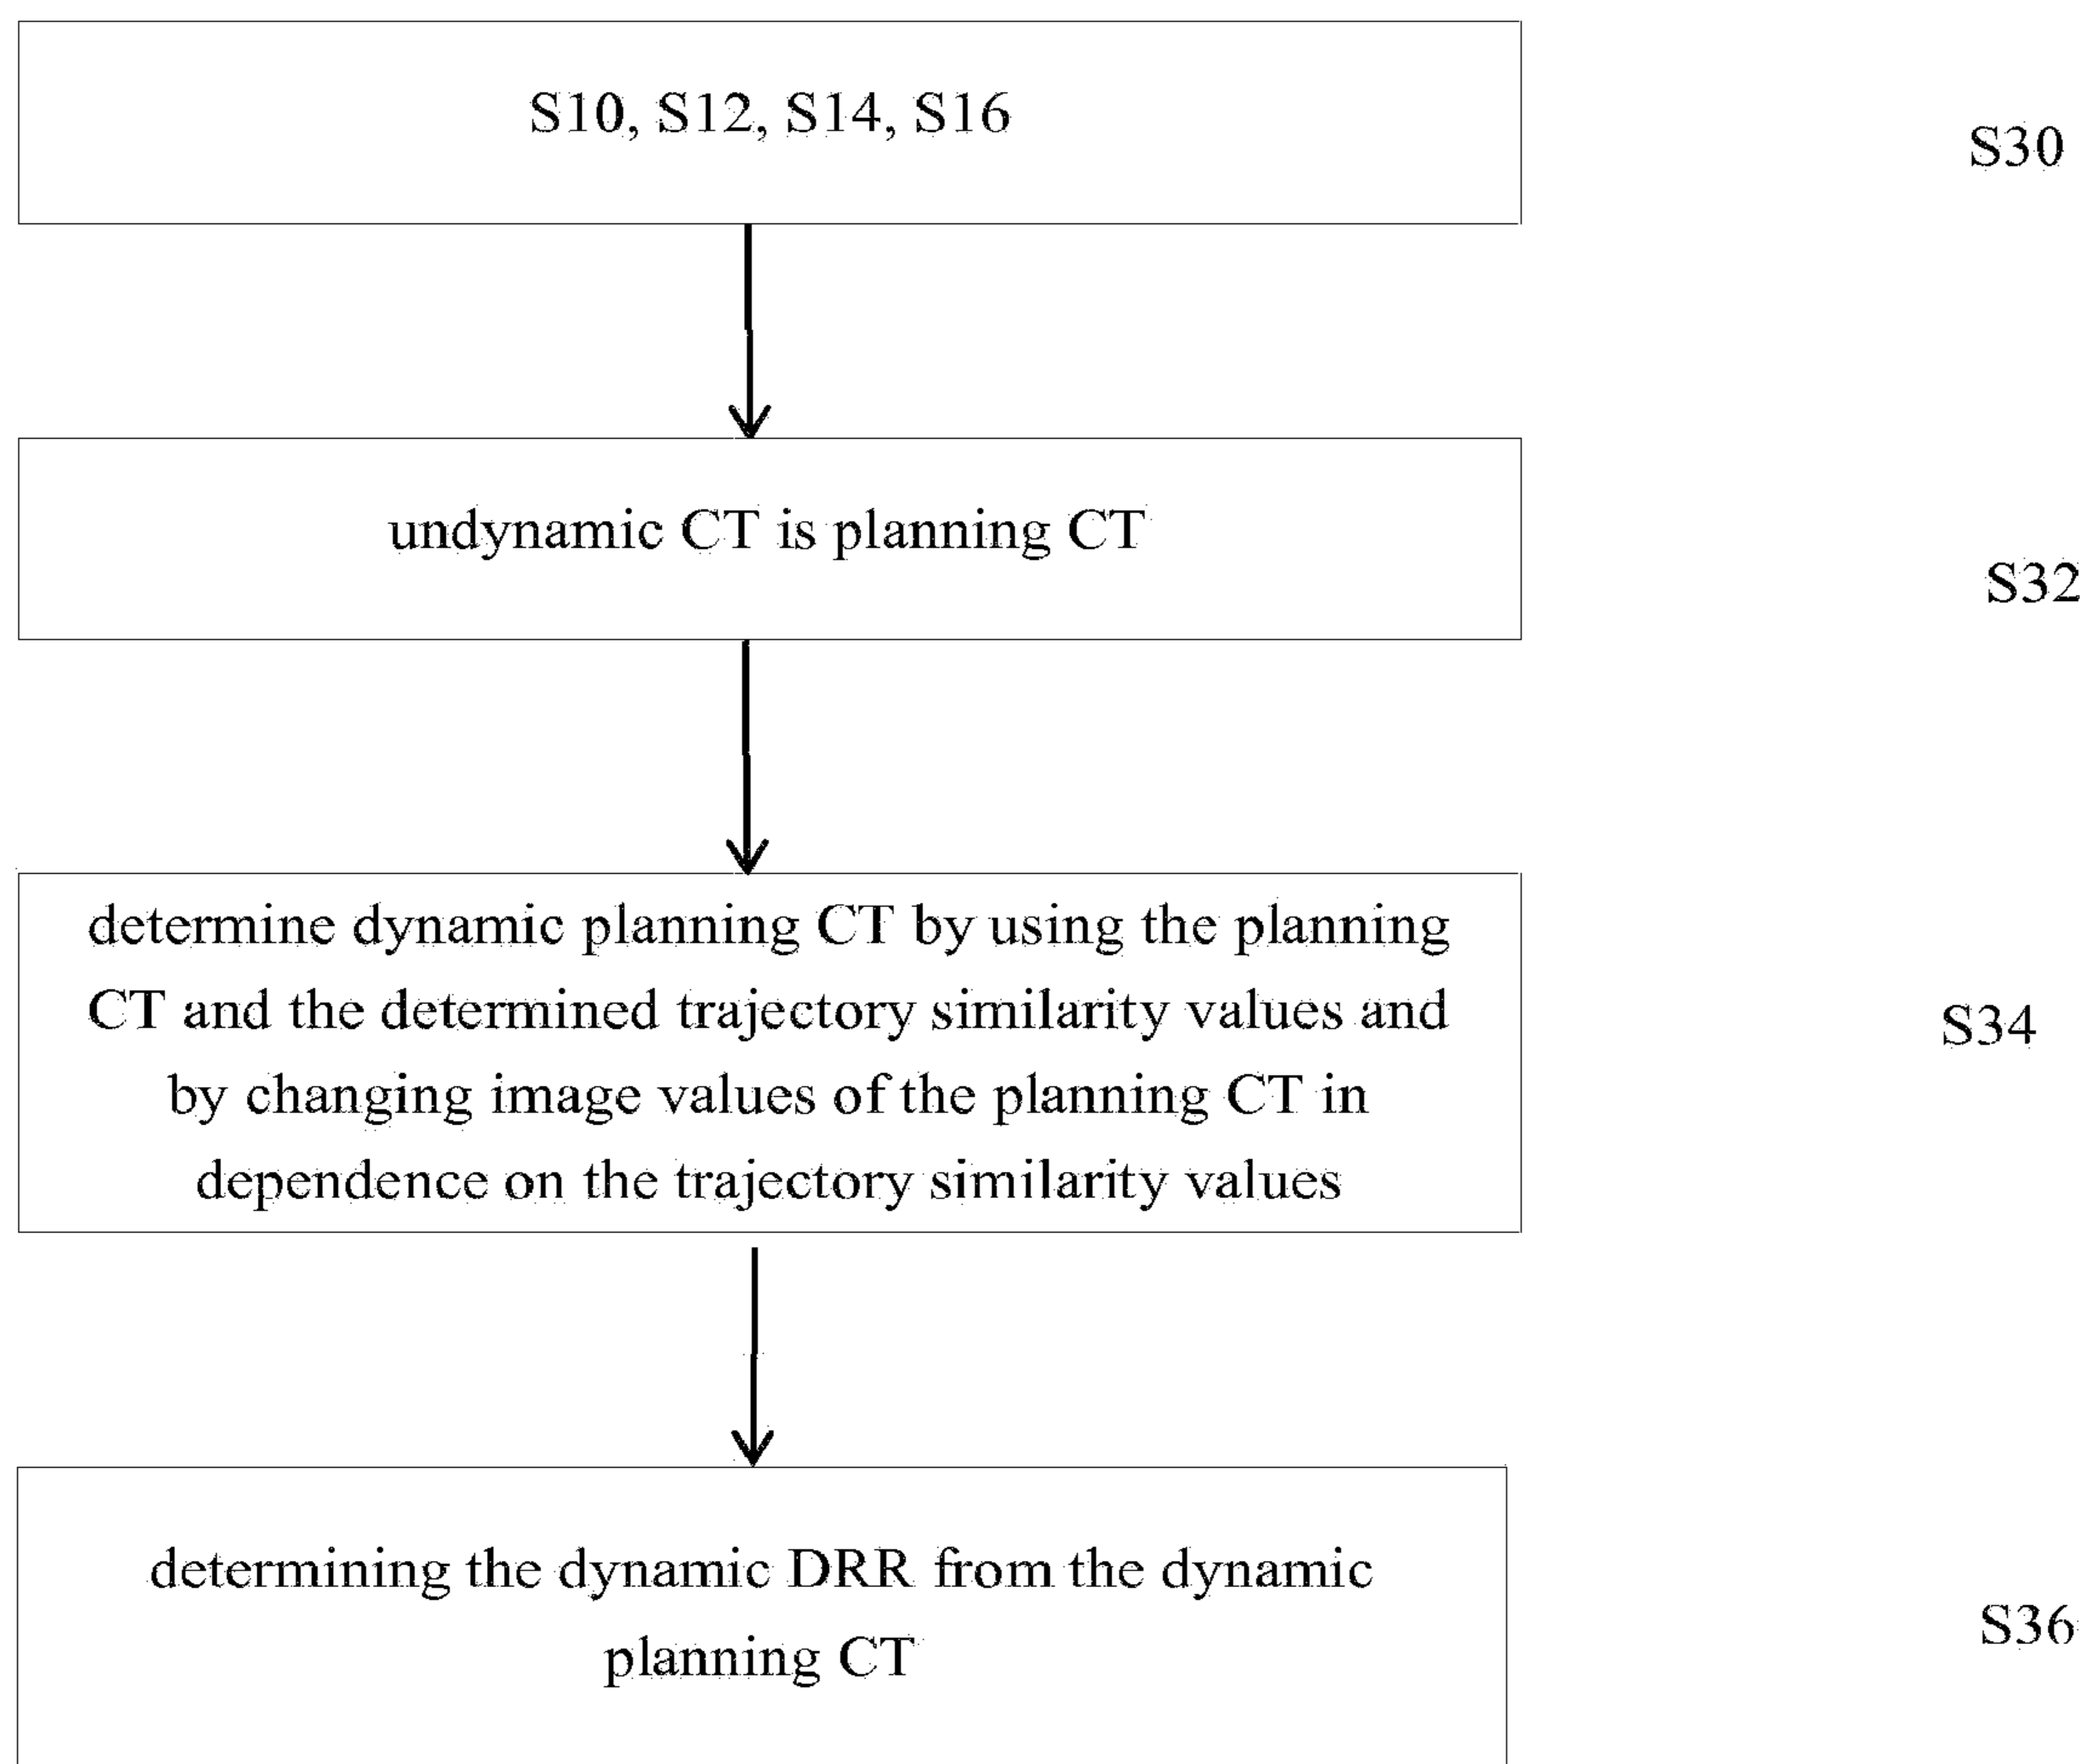 S10, S12, S14, S16
S30
undynamic CT is planning CT
S32
determine dynamic planning CT by using the planning
CT and the determined trajectory similarity values and
by changing image values of the planning CT in
dependence on the trajectory similarity values
S34
determining the dynamic DRR from the dynamic
planning CT
S36